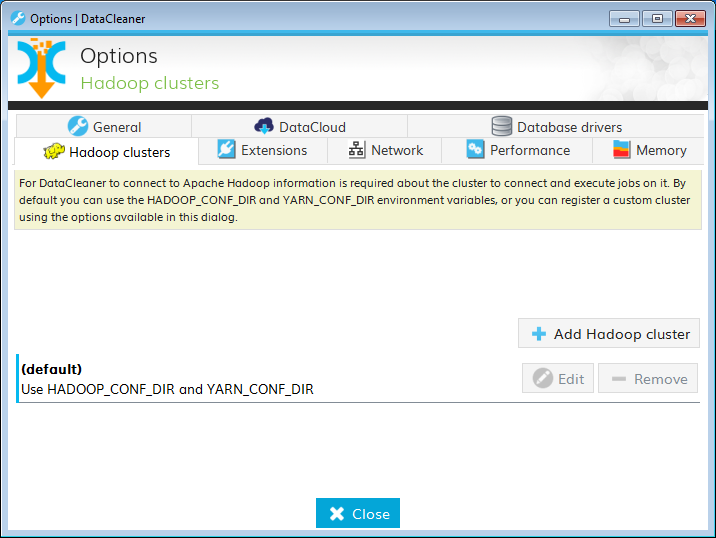 Options | DataCleaner
Options
Hadoop clusters
General
DataCloud
Database drivers
Hadoop clusters
Extensions
Network
Performance
Memory
For DataCleaner to connect to Apache Hadoop information is required about the cluster to connect and execute jobs on it. By
default you can use the HADOOP_CONF_DIR and YARN_CONF_DIR environment variables, or you can register a custom cluster
using the options available in this dialog.
Add Hadoop cluster
(default)
Use HADOOP_CONF_DIR and YARN_CONF_DIR
Edit
Remove
Close